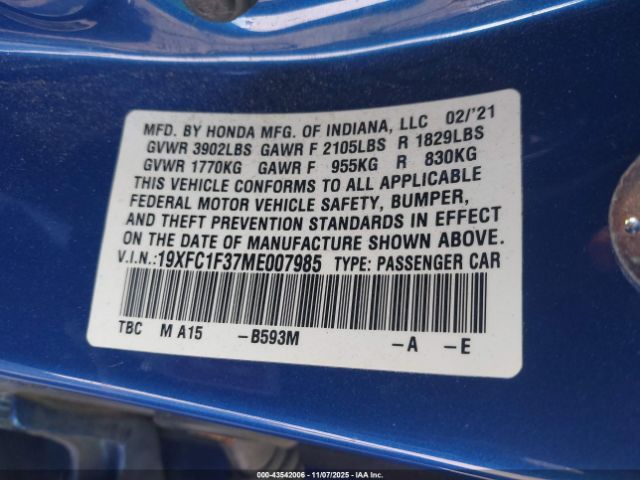 MFD. BY HONDA MFG. OF INDIANA, LLC 02/'21
GVWR 3902LBS GAWR F 2105LBS R 1829LBS
GVWR 1770KG GAWR F 955KG R 830KG
THIS VEHICLE CONFORMS TO ALL APPLICABLE
FEDERAL MOTOR VEHICLE SAFETY, BUMPER,
AND THEFT PREVENTION STANDARDS IN EFFECT
ON THE DATE OF MANUFACTURE SHOWN ABOVE.
V.I.N.:19XFC1F37ME007985 TYPE: PASSENGER CAR
TBC M A15 -B593M -A -E
000-43542006 - 11/07/2025 - IAA Inc.